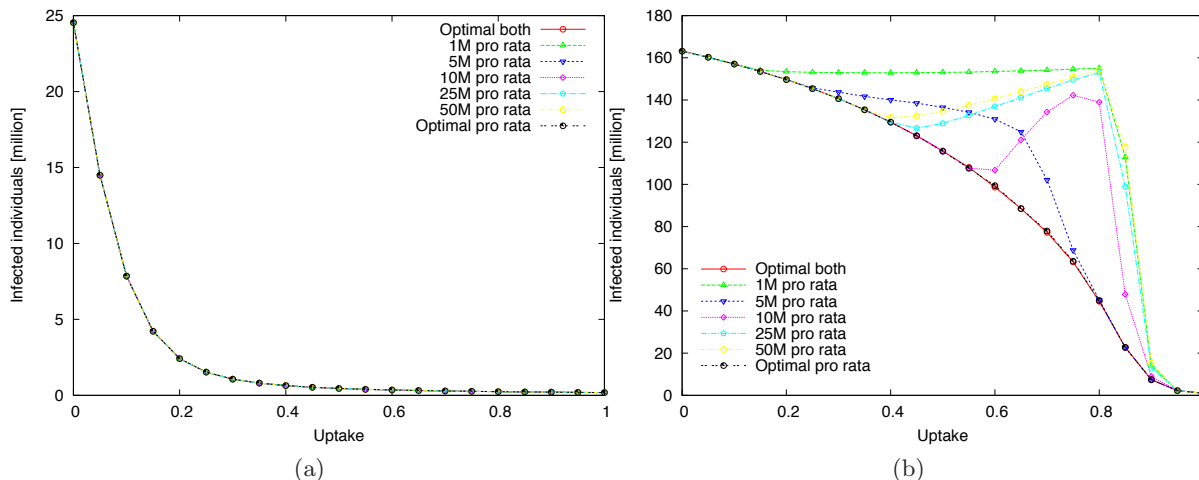 25
20
15
10
5
0
Infected individuals [million]
0
0.2
0.4
0.6
0.8
1
Uptake
Optimal both
1M pro rata
5M pro rata
10M pro rata
25M pro rata
50M pro rata
Optimal pro rata
(a)
180
160
140
120
100
80
60
40
20
0
Infected individuals [million]
0
0.2
0.4
0.6
0.8
Uptake
Optimal both
1M pro rata
5M pro rata
10M pro rata
25M pro rata
50M pro rata
Optimal pro rata
(b)